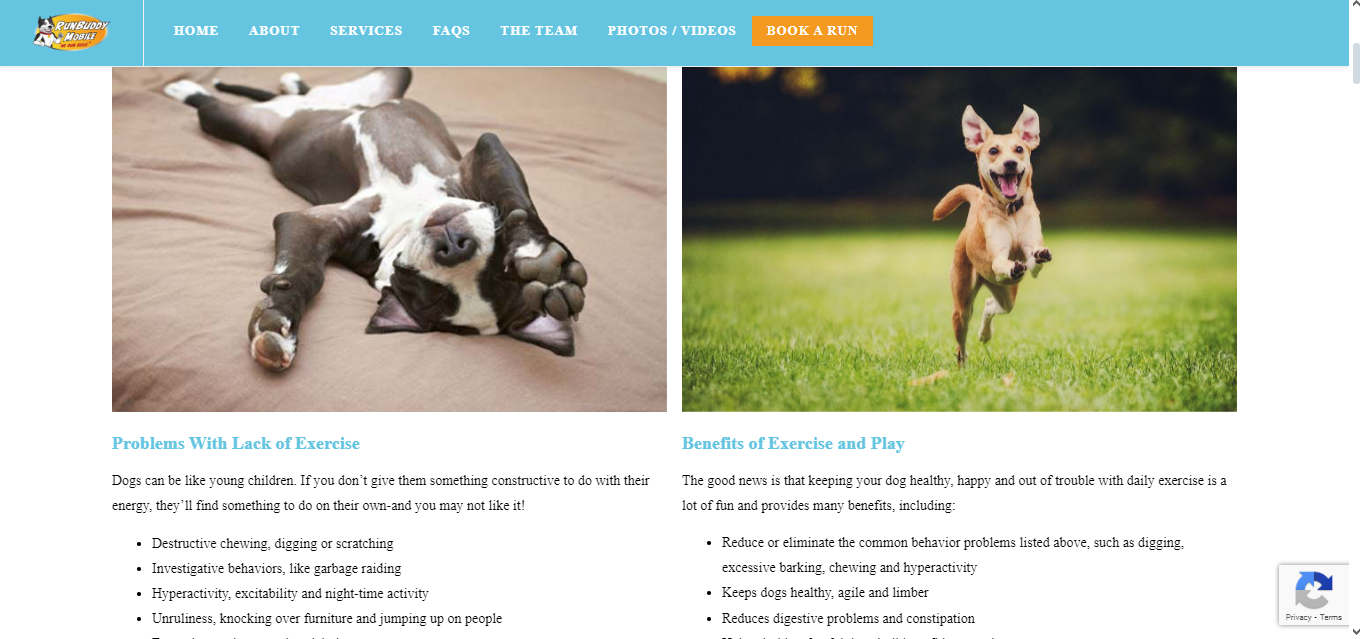 RUNBUDDY
MOBILE
WE RUN DOGS
HOME
ABOUT
SERVICES
FAQS
THE TEAM
PHOTOS / VIDEOS
BOOK A RUN
Problems With Lack of Exercise
Dogs can be like young children. If you don’t give them something constructive to do with their
energy, they’ll find something to do on their own-and you may not like it!
• Destructive chewing, digging or scratching
• Investigative behaviors, like garbage raiding
• Hyperactivity, excitability and night-time activity
• Unruliness, knocking over furniture and jumping up on people
Benefits of Exercise and Play
The good news is that keeping your dog healthy, happy and out of trouble with daily exercise is a
lot of fun and provides many benefits, including:
• Reduce or eliminate the common behavior problems listed above, such as digging,
excessive barking, chewing and hyperactivity
• Keeps dogs healthy, agile and limber
• Reduces digestive problems and constipation
Privacy - Terms